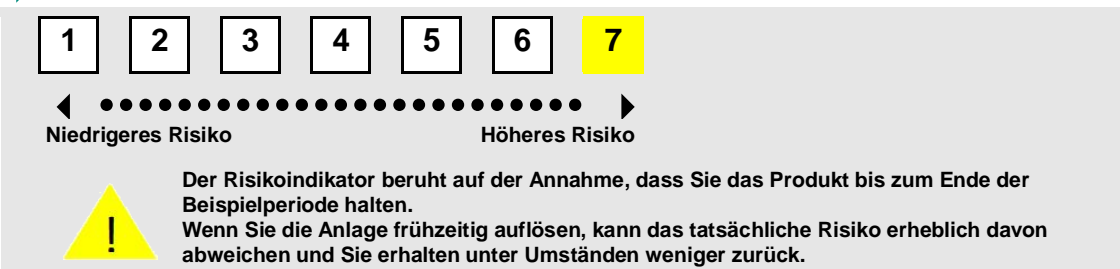 1 2 3 4 5 6 7
Niedrigeres Risiko Höheres Risiko
Der Risikoindikator beruht auf der Annahme, dass Sie das Produkt bis zum Ende der
Beispielperiode halten.
Wenn Sie die Anlage frühzeitig auflösen, kann das tatsächliche Risiko erheblich davon
abweichen und Sie erhalten unter Umständen weniger zurück.
!